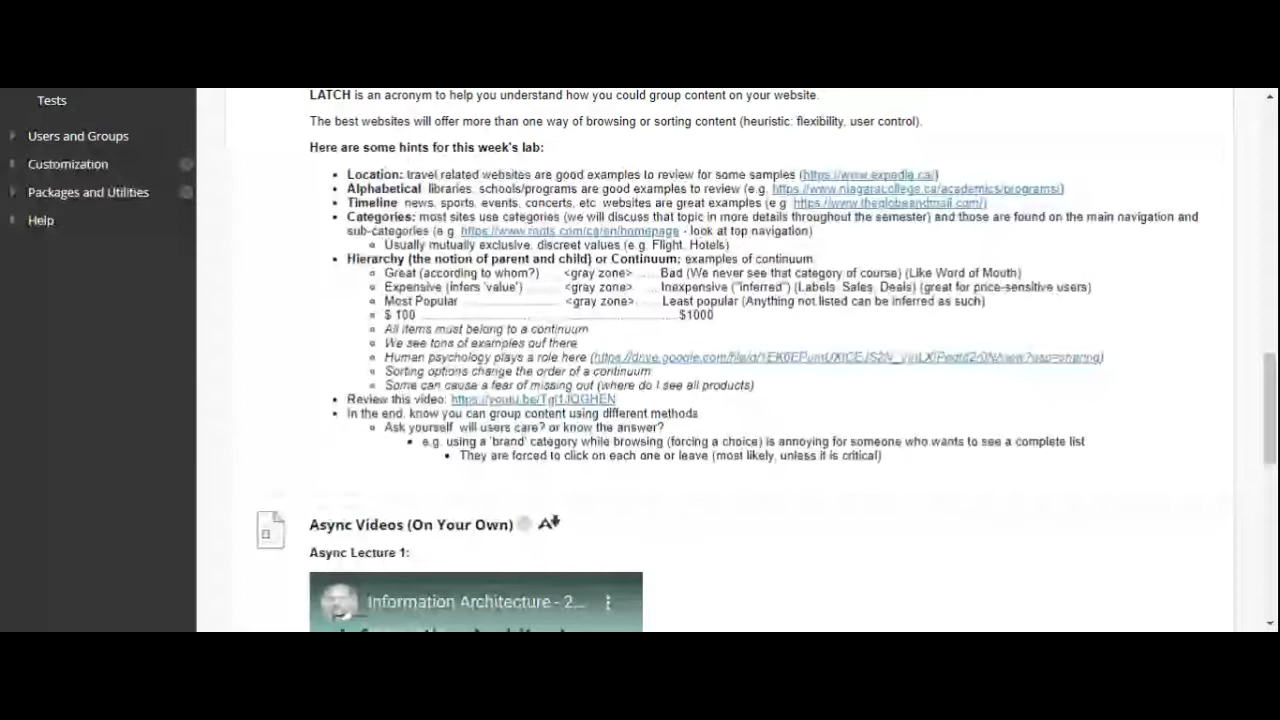 Tests
Users and Groups
Customization
Packages and Utilities
Help
LATCH is an acronym to help you understand how you could group content on your website.
The best websites will offer more than one way of browsing or sorting content (heuristic: flexibility, user control).
Here are some hints for this week's lab:
Location: travel related websites are good examples to review for some samples (https://www.expedia.ca/)
Alphabetical libraries, schools/programs are good examples to review (e.g. https://www.niagaracollege.ca/academics/programs/)
Timeline news, sports, events, concerts, etc websites are great examples (e.g https://www.theglobeandmail.com/)
Categories: most sites use categories (we will discuss that topic in more details throughout the semester) and those are found on the main navigation and
sub-categories (e.g. https://www.roots.com/ca/en/homepage - look at top navigation)
Usually mutually exclusive, discreet values (e.g. Flight, Hotels)
Hierarchy (the notion of parent and child) or Continuum: examples of continuum
Great (according to whom?) <gray zone> ..... Bad (We never see that category of course) (Like Word of Mouth)
Expensive (infers 'value') <gray zone> ..... Inexpensive ("inferred") (Labels Sales, Deals) (great for price-sensitive users)
Most Popular <gray zone> ..... Least popular (Anything not listed can be inferred as such)
$ 100 ..... $1000
All items must belong to a continuum
We see tons of examples out there
Human psychology plays a role here
Sorting options change the order of a continuum
Some can cause a fear of missing out (where do I see all products)
Review this video:
In the end, know you can group content using different methods
Ask yourself will users care? or know the answer?
e.g. using a 'brand' category while browsing (forcing a choice) is annoying for someone who wants to see a complete list
They are forced to click on each one or leave (most likely, unless it is critical)
Async Videos (On Your Own)
Async Lecture 1:
Information Architecture - 2...